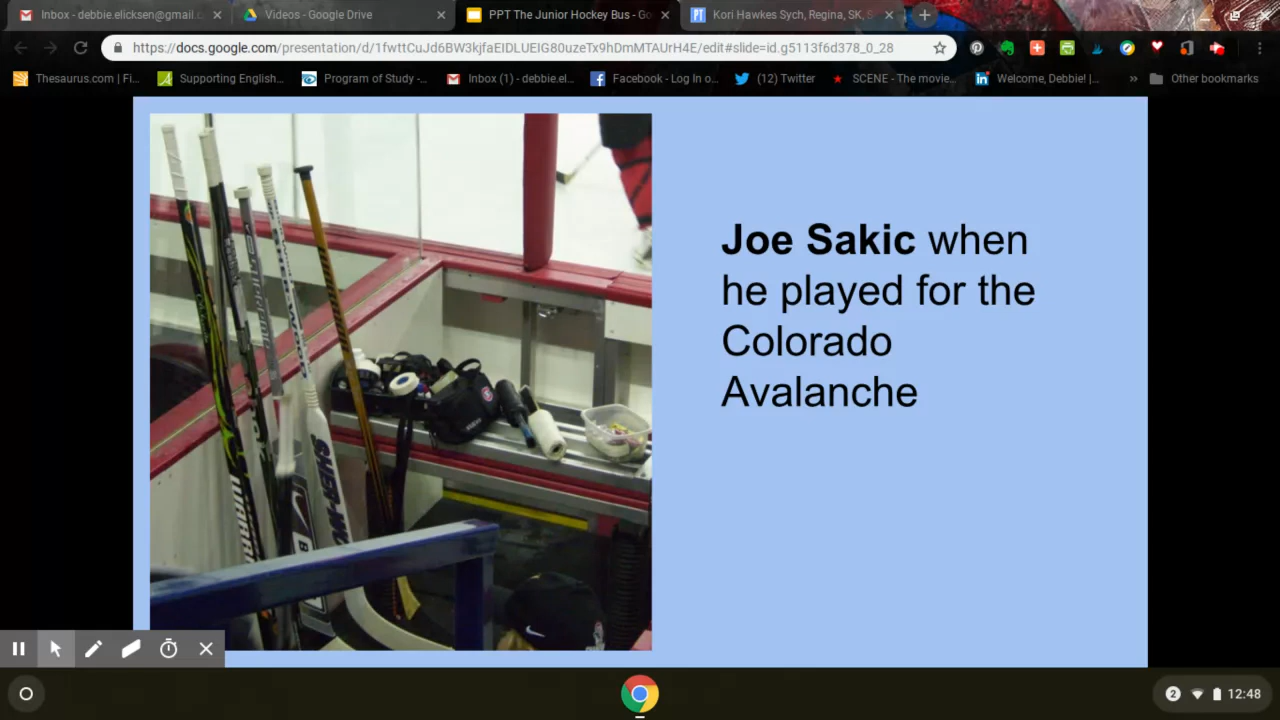 Inbox - debbie.elicksen@gmail.c
Videos - Google Drive
PPT The Junior Hockey Bus - Go
Kori Hawkes Sych, Regina, SK, S
https://docs.google.com/presentation/d/1fwttCuJd6BW3kjfaEIDLUEIG80uzeTx9hDmMTAUrH4E/edit#slide=id.g5113f6d378_0_28
Thesaurus.com | Fi...
Supporting English...
Program of Study -...
Inbox (1) - debbie.el...
Facebook - Log In o...
(12) Twitter
SCENE - The movie...
Welcome, Debbie! |...
Other bookmarks
Joe Sakic when
he played for the
Colorado
Avalanche
SHER-WO
2
12:48